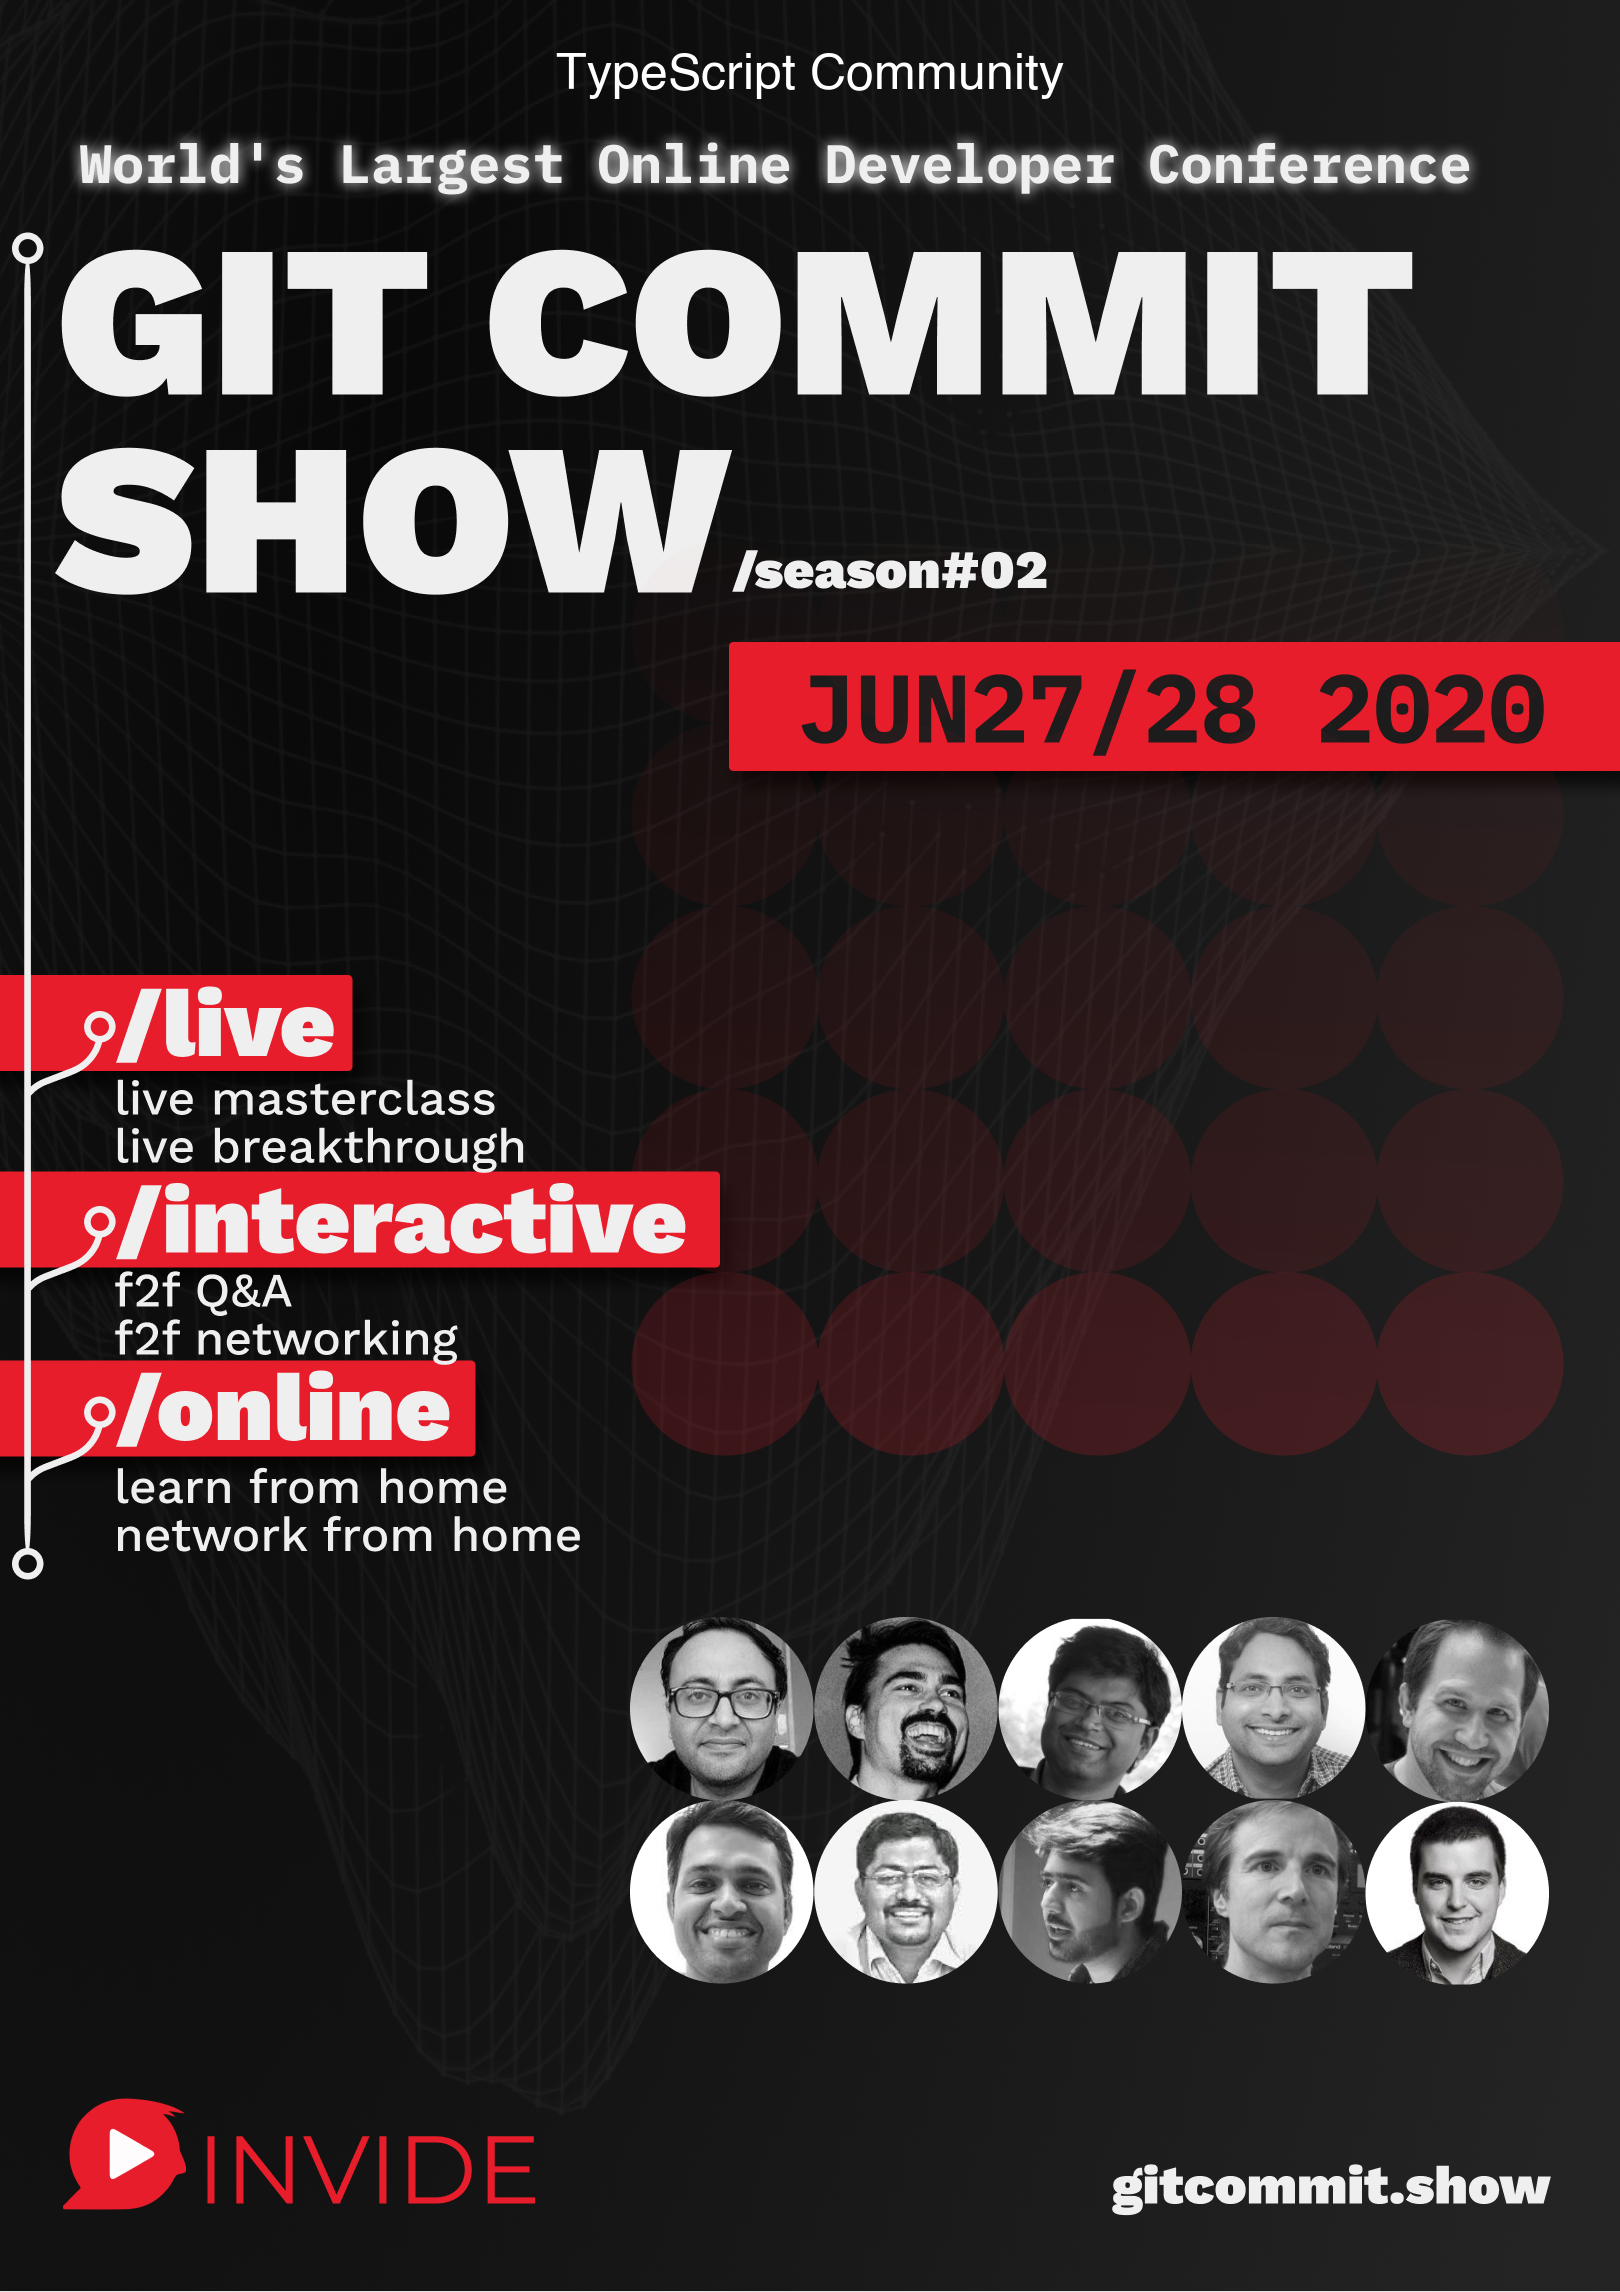 TypeScript Community
World's Largest Online Developer Conference
GIT COMMIT
SHOW/season#02
JUN27/28 2020
/live
live masterclass
live breakthrough
/interactive
f2f Q&A
f2f networking
/online
learn from home
network from home
INVIDE
gitcommit.show